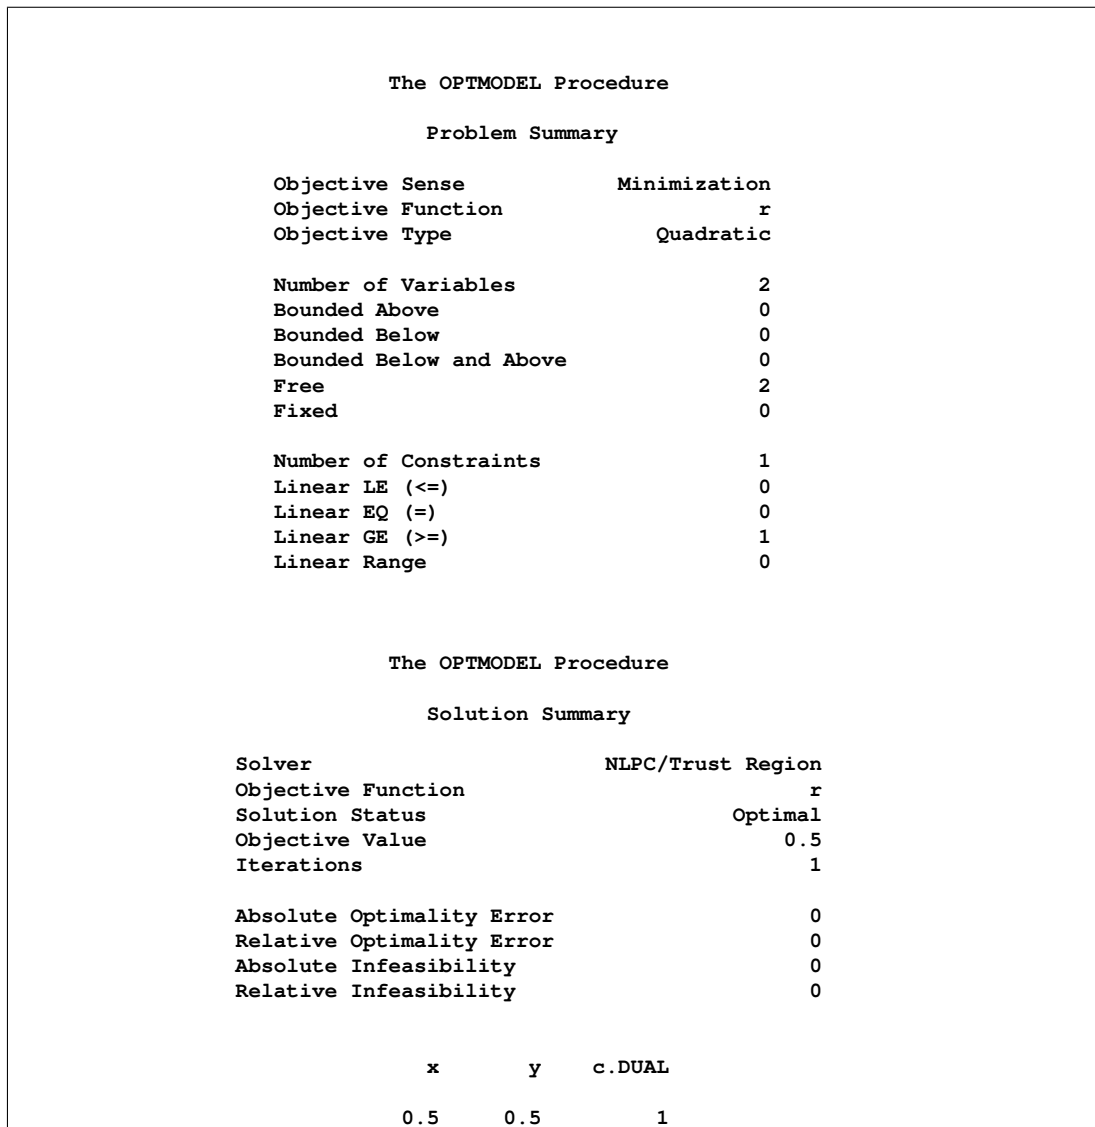 The OPTMODEL Procedure
Problem Summary
Objective Sense Minimization
Objective Function r
Objective Type Quadratic
Number of Variables 2
Bounded Above 0
Bounded Below 0
Bounded Below and Above 0
Free 2
Fixed 0
Number of Constraints 1
Linear LE (<=) 0
Linear EQ (=) 0
Linear GE (>=) 1
Linear Range 0
The OPTMODEL Procedure
Solution Summary
Solver NLPC/Trust Region
Objective Function r
Solution Status Optimal
Objective Value 0.5
Iterations 1
Absolute Optimality Error 0
Relative Optimality Error 0
Absolute Infeasibility 0
Relative Infeasibility 0
x y c.DUAL
0.5 0.5 1